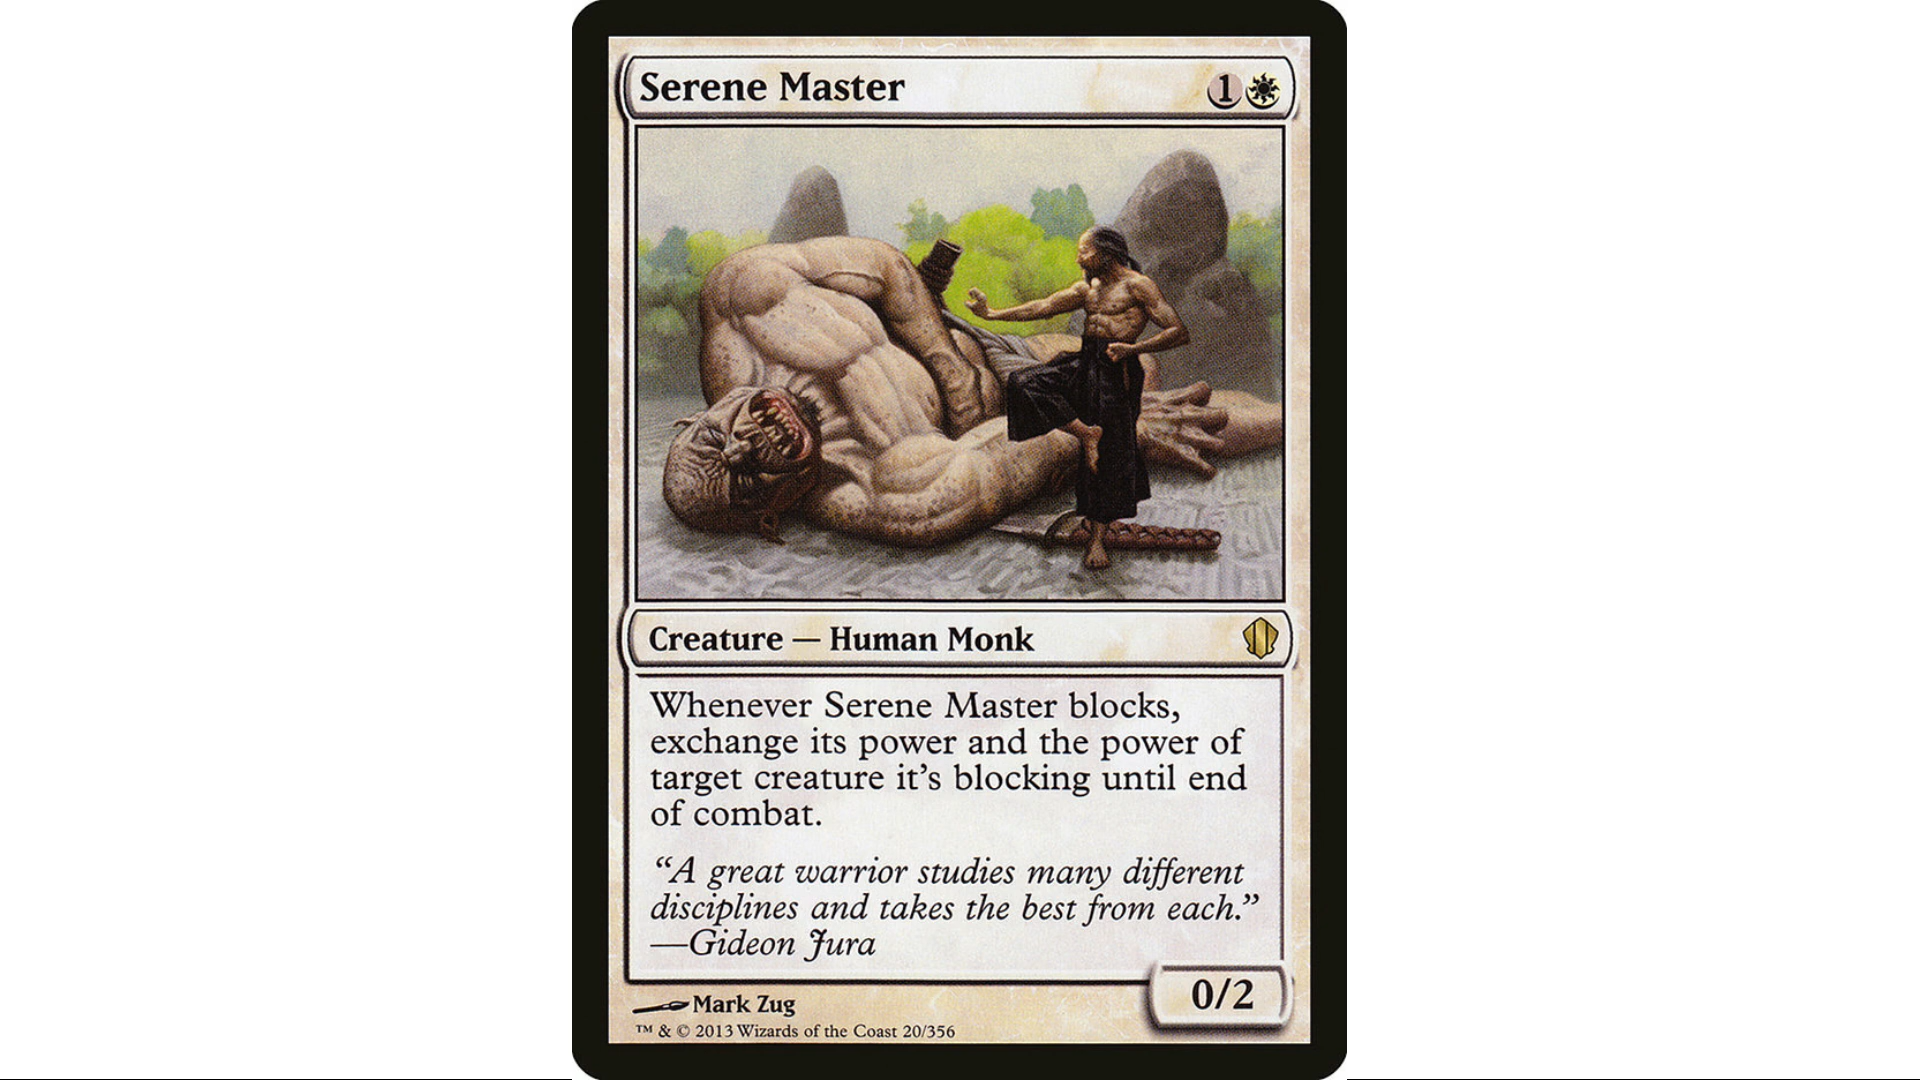 Serene Master 1
Creature — Human Monk
Whenever Serene Master blocks,
exchange its power and the power of
target creature it’s blocking until end
of combat.
“A great warrior studies many different
disciplines and takes the best from each.”
—Gideon Jura
0/2
Mark Zug
™ & © 2013 Wizards of the Coast 20/356